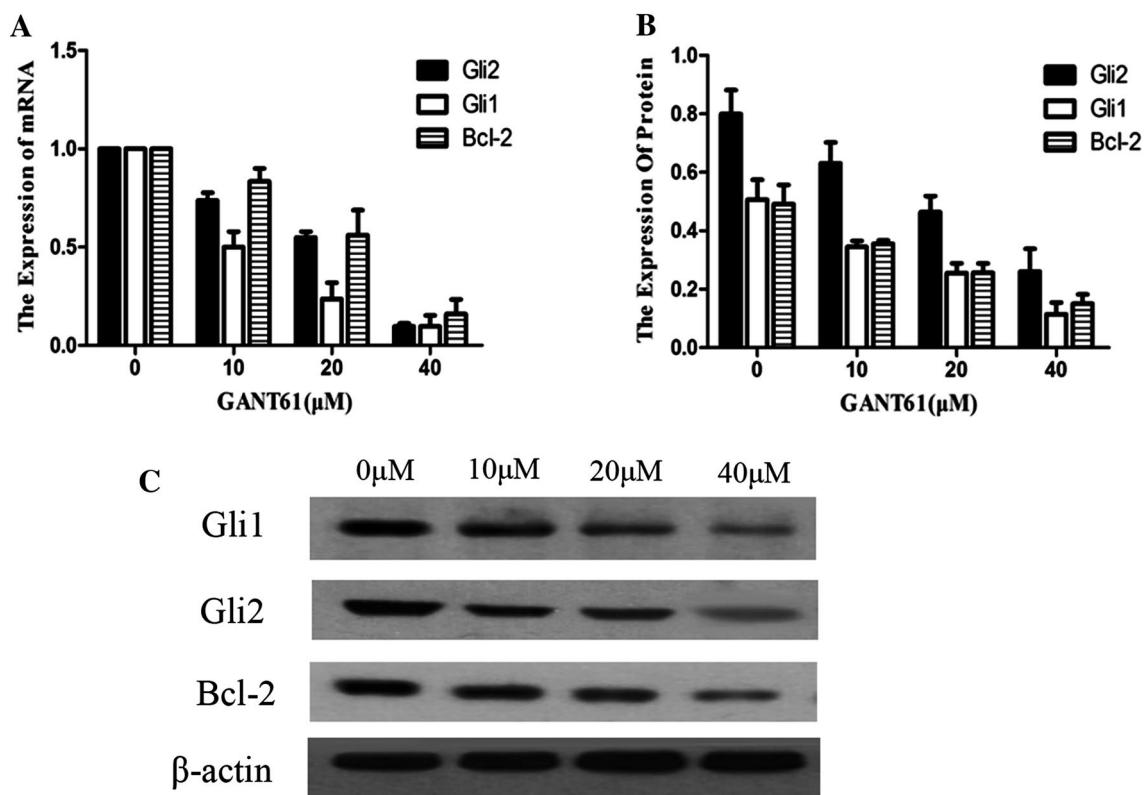 A
The Expression of mRNA
1.5
1.0
0.5
0.0
Gli2
Gli1
Bcl-2
0 10 20 40
GANT61(μM)
B
The Expression Of Protein
1.0
0.8
0.6
0.4
0.2
0.0
Gli2
Gli1
Bcl-2
0 10 20 40
GANT61(μM)
C
0μM 10μM 20μM 40μM
Gli1
Gli2
Bcl-2
β-actin